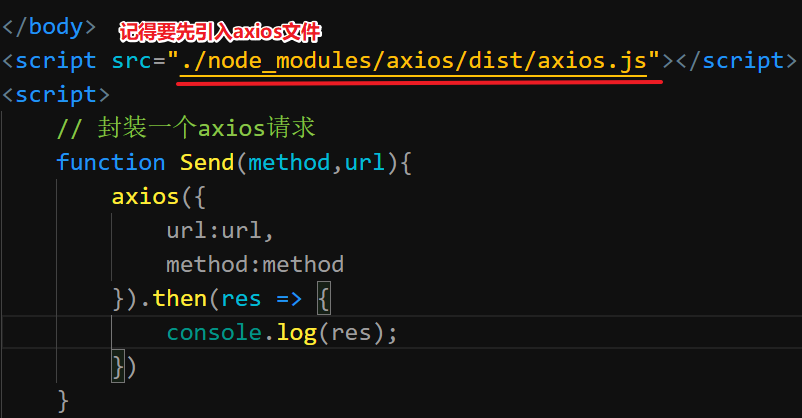 </body>
记得要先引入axios文件
<script src="./node_modules/axios/dist/axios.js"></script>
<script>
// 封装一个axios请求
function Send(method,url){
axios({
url:url,
method:method
}).then(res => {
console.log(res);
})
}